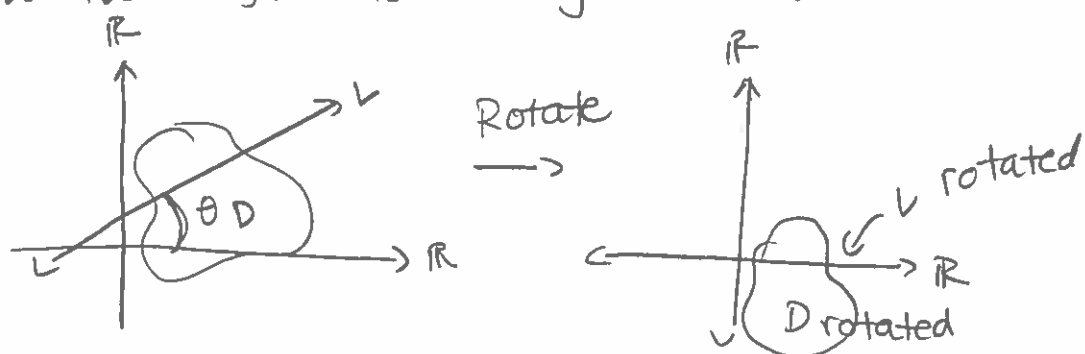 R R
L
Rotate
L rotated
θ D
L R
R
D rotated